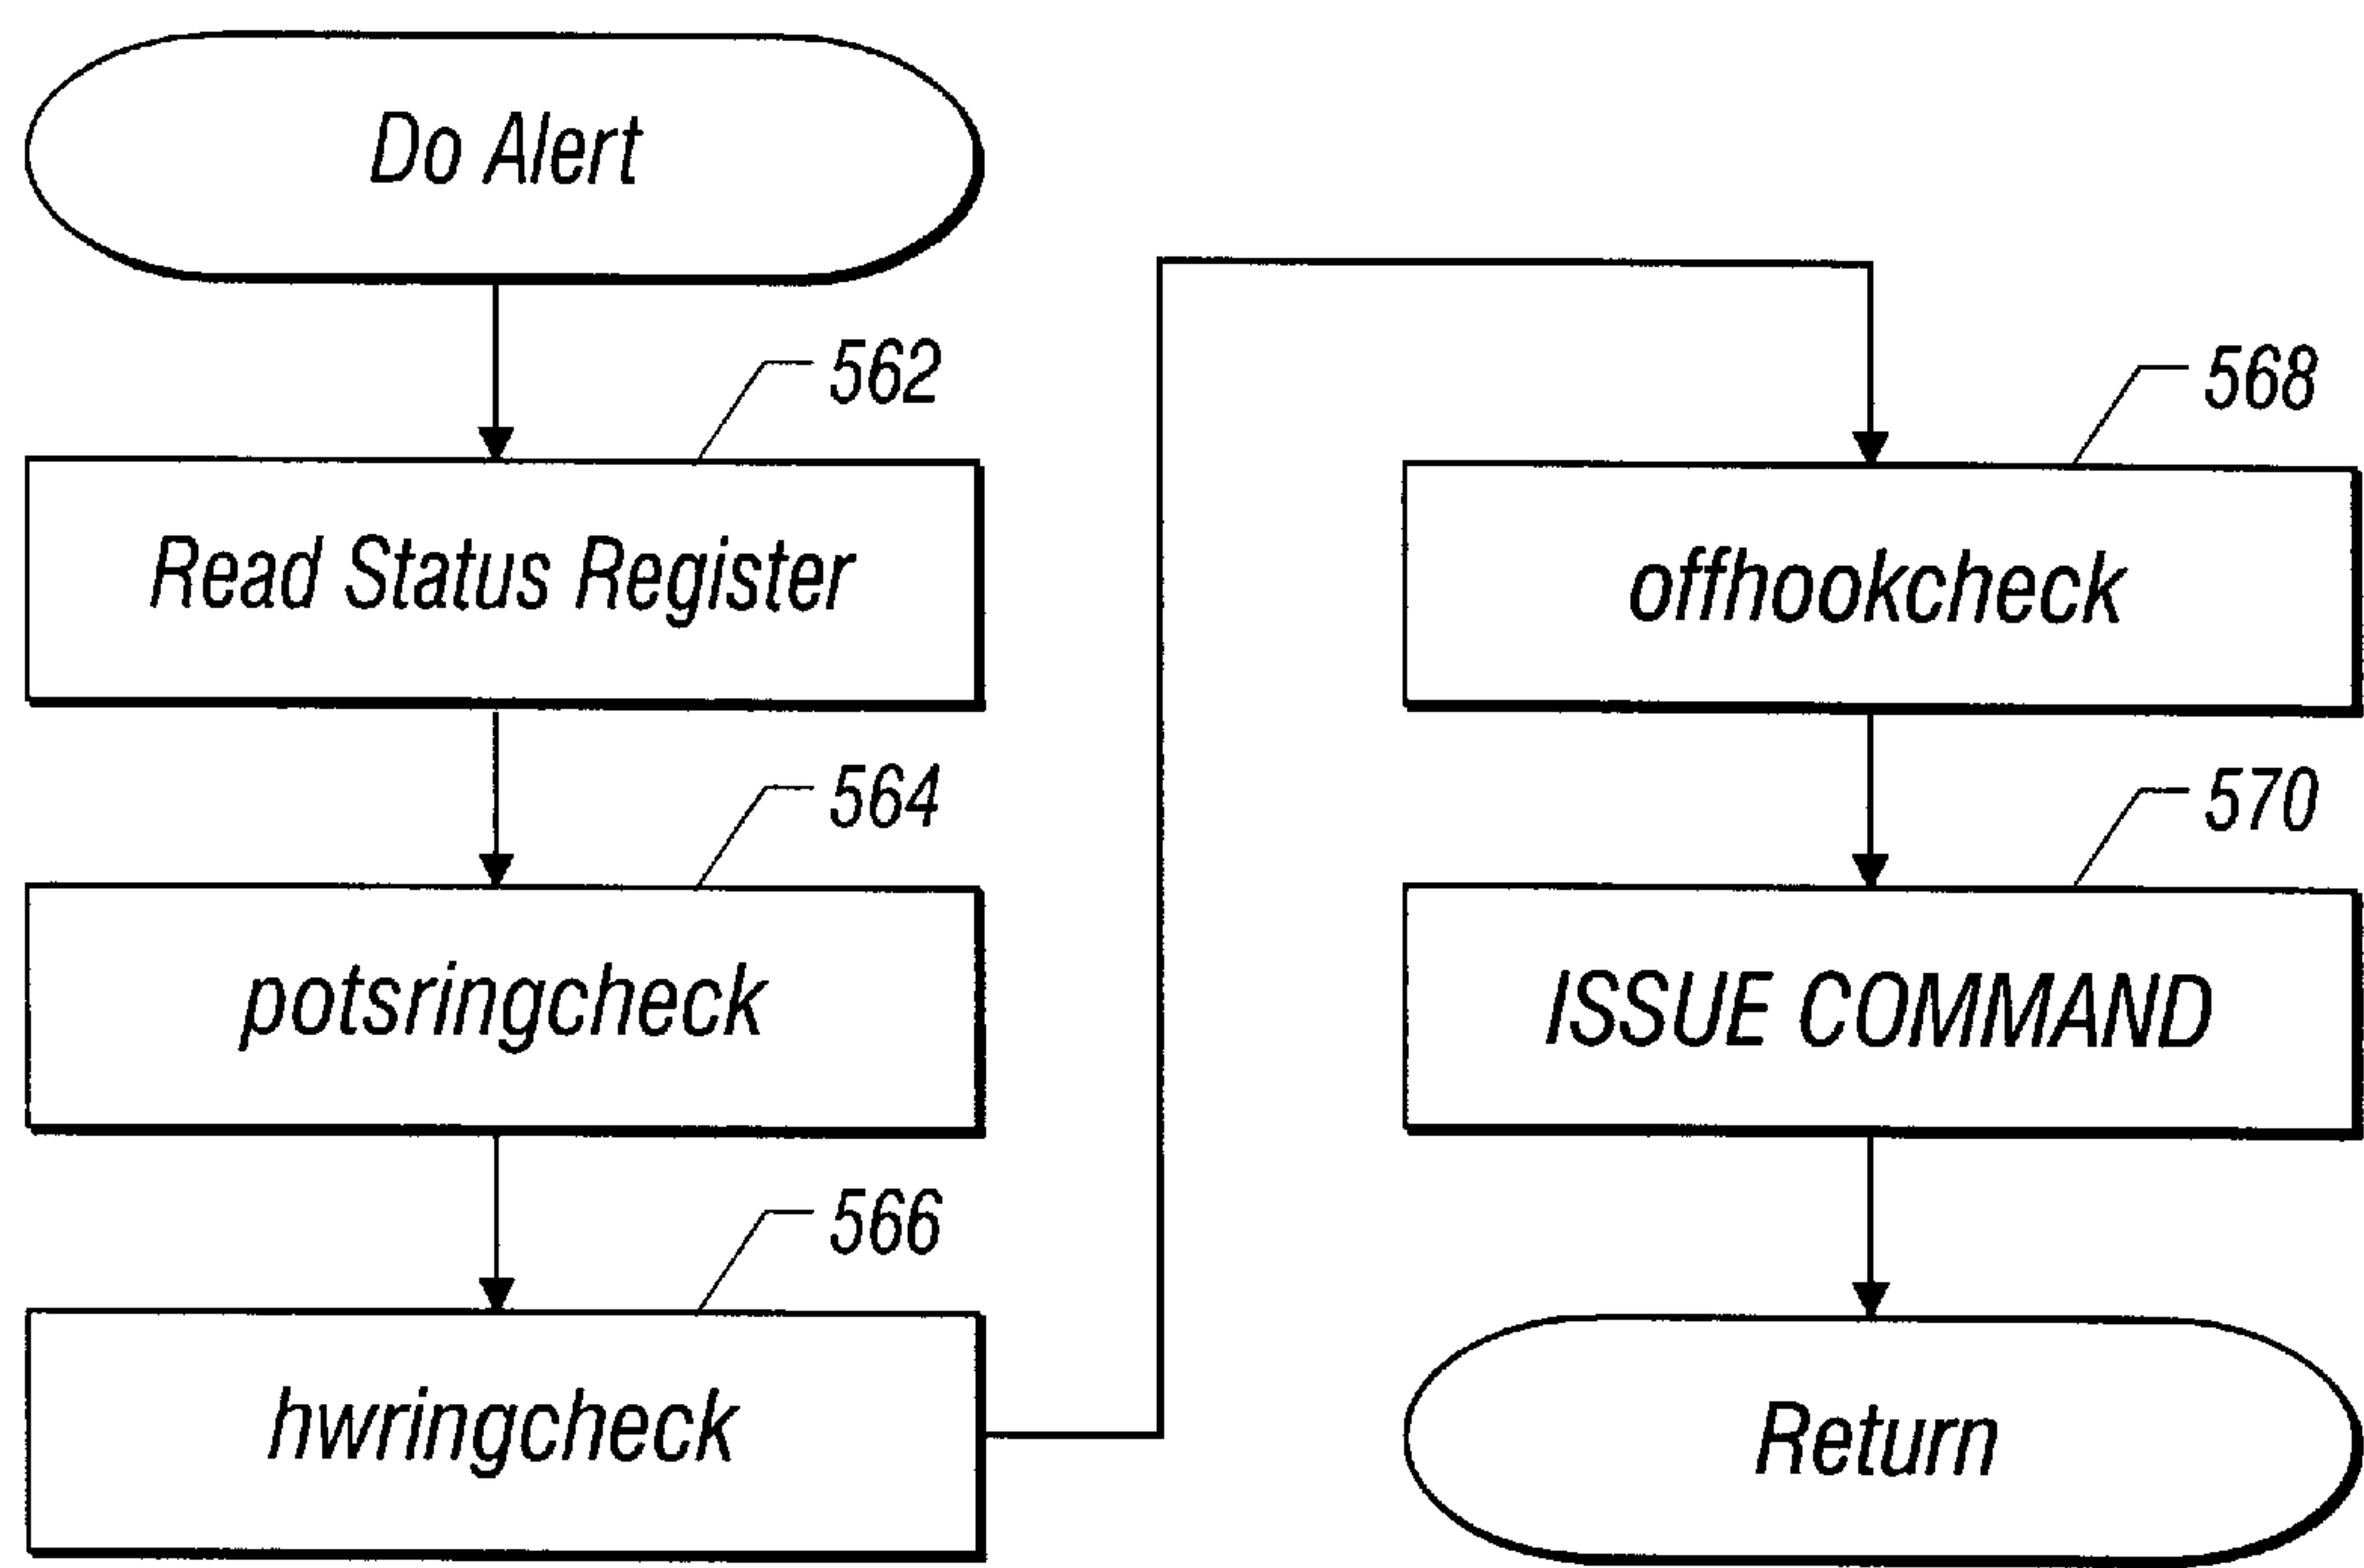 Do Alert
562
Read Status Register
564
potsringcheck
566
hwringcheck
568
offhookcheck
570
ISSUE COMMAND
Return